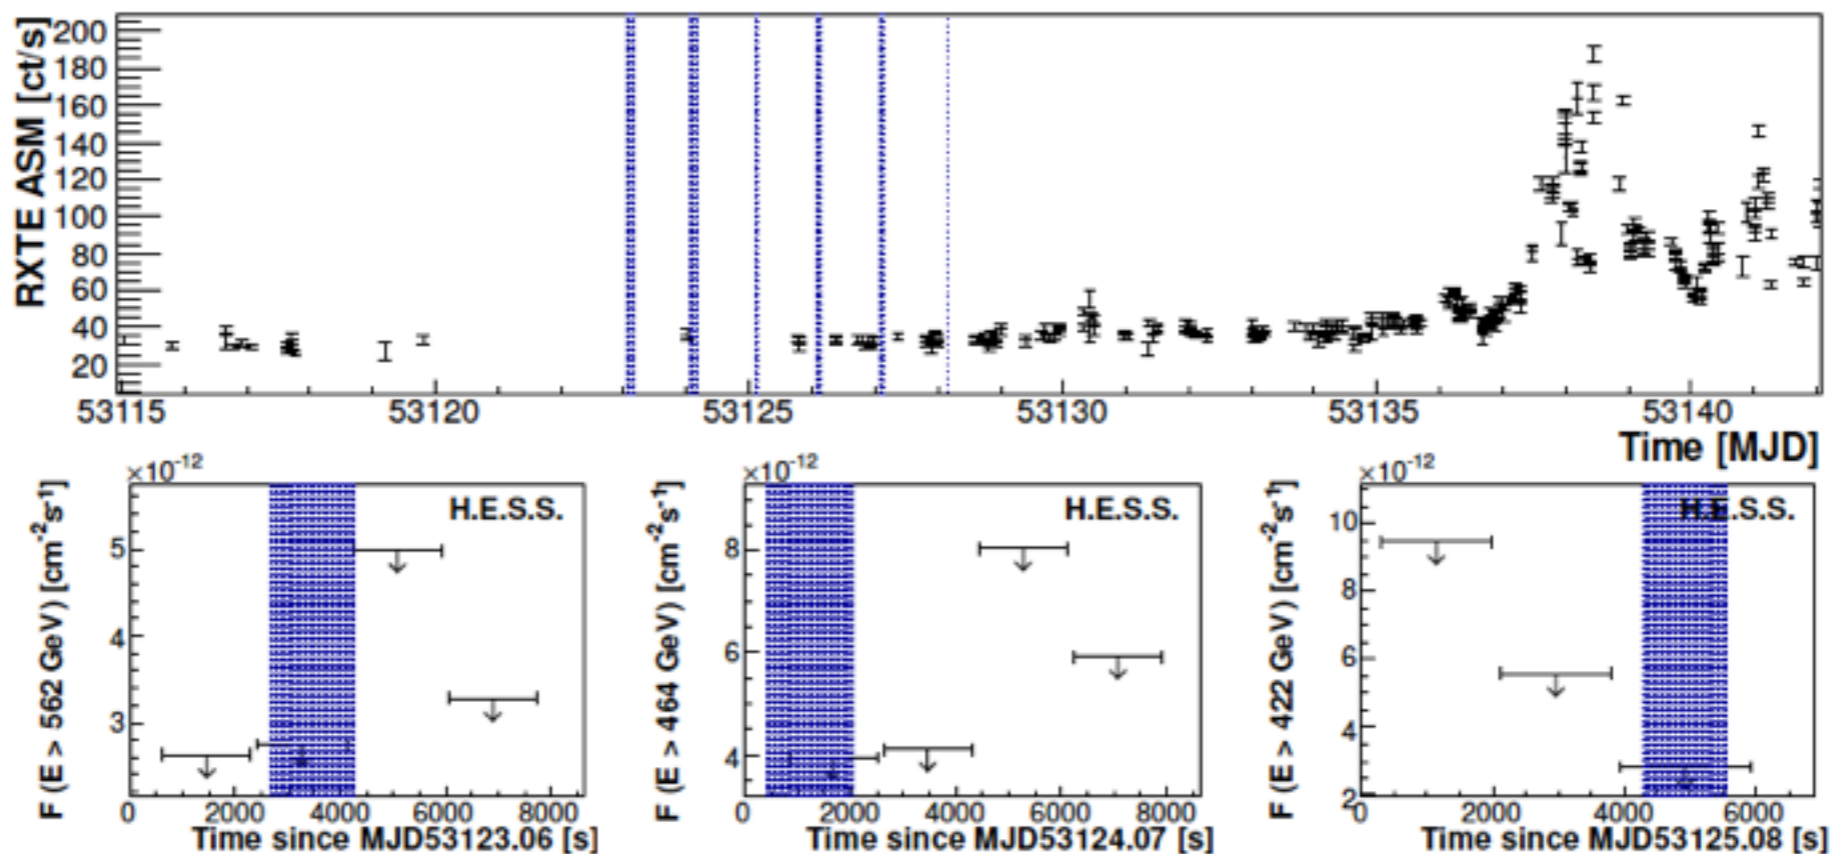 RXTE ASM [ct/s]
200
180
160
140
120
100
80
60
40
20
53115 53120 53125 53130 53135 53140
Time [MJD]
×10⁻¹² ×10⁻¹² ×10⁻¹²
F (E > 562 GeV) [cm⁻²s⁻¹]
H.E.S.S.
5
4
3
0 2000 4000 6000 8000
Time since MJD53123.06 [s]
F (E > 464 GeV) [cm⁻²s⁻¹]
H.E.S.S.
8
6
4
0 2000 4000 6000 8000
Time since MJD53124.07 [s]
F (E > 422 GeV) [cm⁻²s⁻¹]
H.E.S.S.
10
8
6
4
2
0 2000 4000 6000
Time since MJD53125.08 [s]